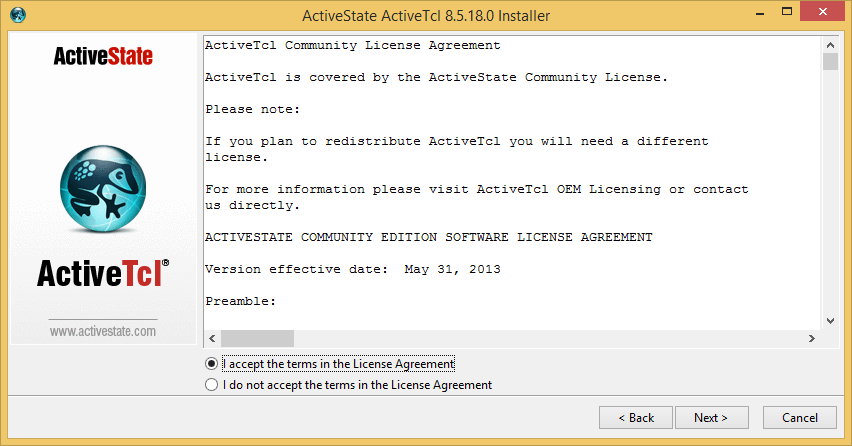 ActiveState ActiveTcl 8.5.18.0 Installer
ActiveState
ActiveTcl®
www.activestate.com
ActiveTcl Community License Agreement
ActiveTcl is covered by the ActiveState Community License.
Please note:
If you plan to redistribute ActiveTcl you will need a different
license.
For more information please visit ActiveTcl OEM Licensing or contact
us directly.
ACTIVESTATE COMMUNITY EDITION SOFTWARE LICENSE AGREEMENT
Version effective date:  May 31, 2013
Preamble:
I accept the terms in the License Agreement
I do not accept the terms in the License Agreement
< Back
Next >
Cancel